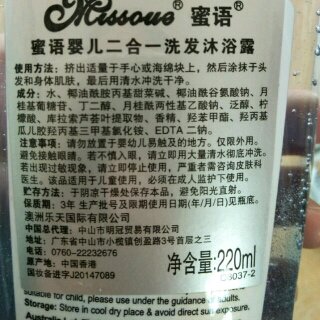 Missoue® 蜜语®
蜜语婴儿二合一洗发沐浴露
使用方法：挤出适量于手心或海绵块上，然后涂抹于头
发和身体肌肤，最后用清水冲洗干净。
成分：水、椰油酰胺丙基甜菜碱、椰油酰谷氨酸钠、月
桂基葡糖苷、丁二醇、月桂酰两性基乙酸钠、泛醇、柠
檬酸、库拉索芦荟叶提取物、香精、羟苯甲酯、羟丙基
瓜儿胶羟丙基三甲基氯化铵、EDTA 二钠。
注意事项：请勿放置于婴幼儿易触及的地方。仅限外用。
避免接触眼睛。若不慎入眼，请立即用大量清水彻底冲洗。
若出现过敏现象，请立即停止使用，严重者需咨询皮肤科
医生。该品用于儿童使用，必须在成人监护下使用。
贮存方法：于阴凉干燥处保存本品，避免阳光直射。
保质期：3年 生产批号及限期使用日期(年/月/日)见瓶底。
澳洲乐天国际有限公司
中国总代理：中山市明冠贸易有限公司
地址：广东省中山市小榄镇创盈路3号首层之三
电话：0760-22232676
原产地：中国香港
国妆备进字J20147089
净含量:220ml
C3037-2
suitable for child, please use under the guidance of adults.
Storage: Store in cool dry place & avoid direct sun exposure.